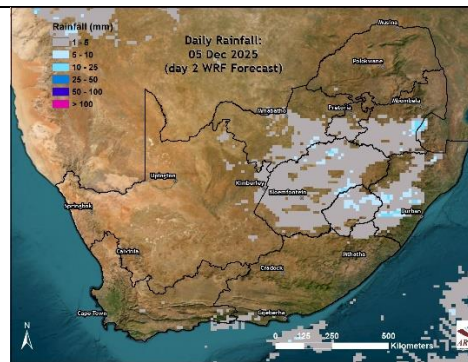 Rainfall (mm)
1 - 5
5 - 10
10 - 25
25 - 50
50 - 100
> 100
Daily Rainfall:
05 Dec 2025
(day 2 WRF Forecast)
Musina
Polokwane
Mbombela
Pretoria
Mahabatho
Upington
Kimberley
Bloemfontein
Springbok
Durban
Calvinia
Mthatha
Cradock
Cape Town
Gqeberha
N
0 125 250 500
Kilometers